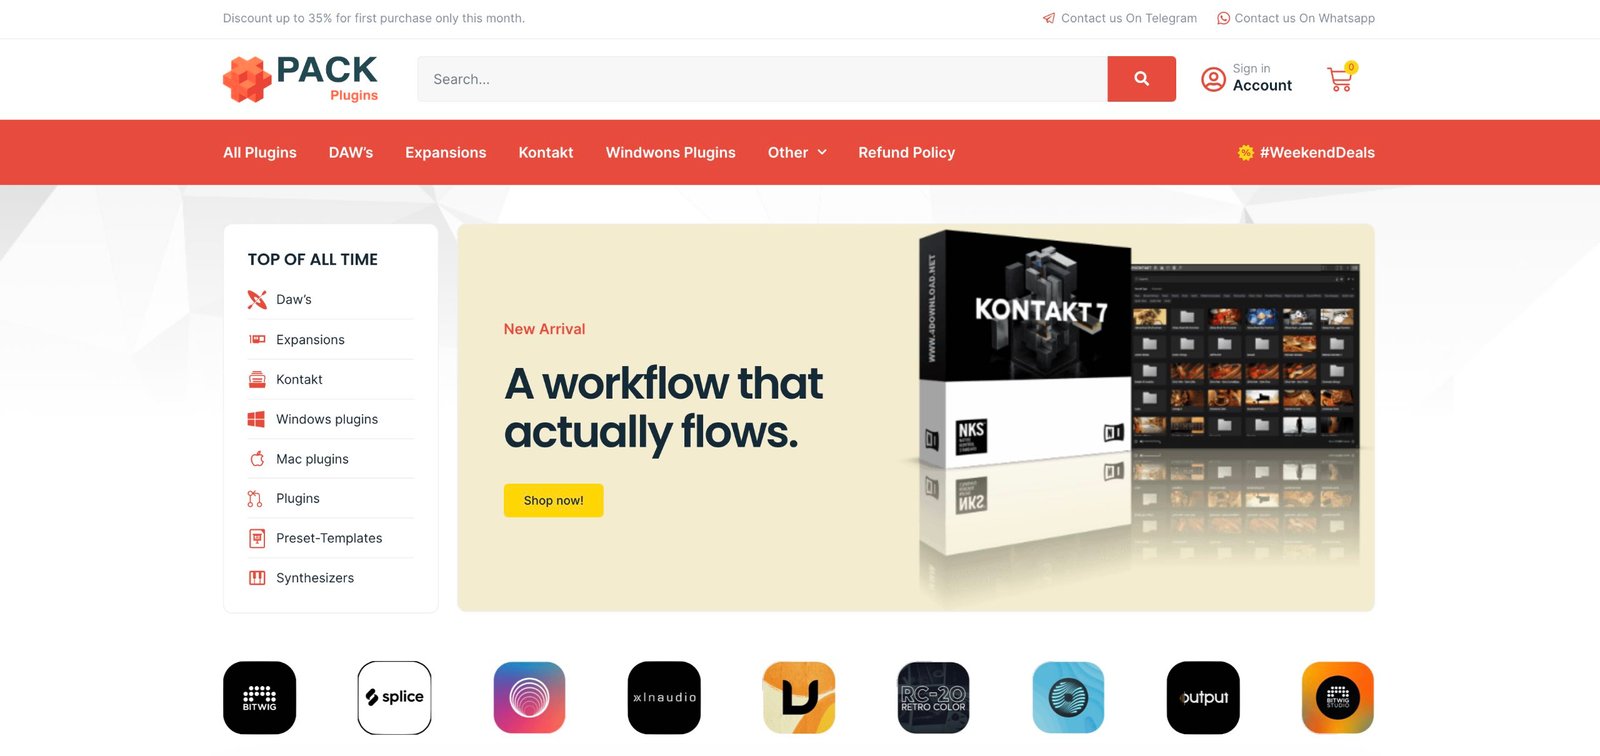 Discount up to 35% for first purchase only this month.
Contact us On Telegram
Contact us On Whatsapp
PACK
Plugins
Search...
Sign in
Account
0
All Plugins
DAW's
Expansions
Kontakt
Windwons Plugins
Other
Refund Policy
#WeekendDeals
TOP OF ALL TIME
Daw's
Expansions
Kontakt
Windows plugins
Mac plugins
Plugins
Preset-Templates
Synthesizers
New Arrival
A workflow that
actually flows.
Shop now!
WWW.4DOWNLOAD.NET
KONTAKT 7
NKS
BITWIG
splice
xlnaudio
RC-20
RETRO COLOR
output
BITWIG
STUDIO